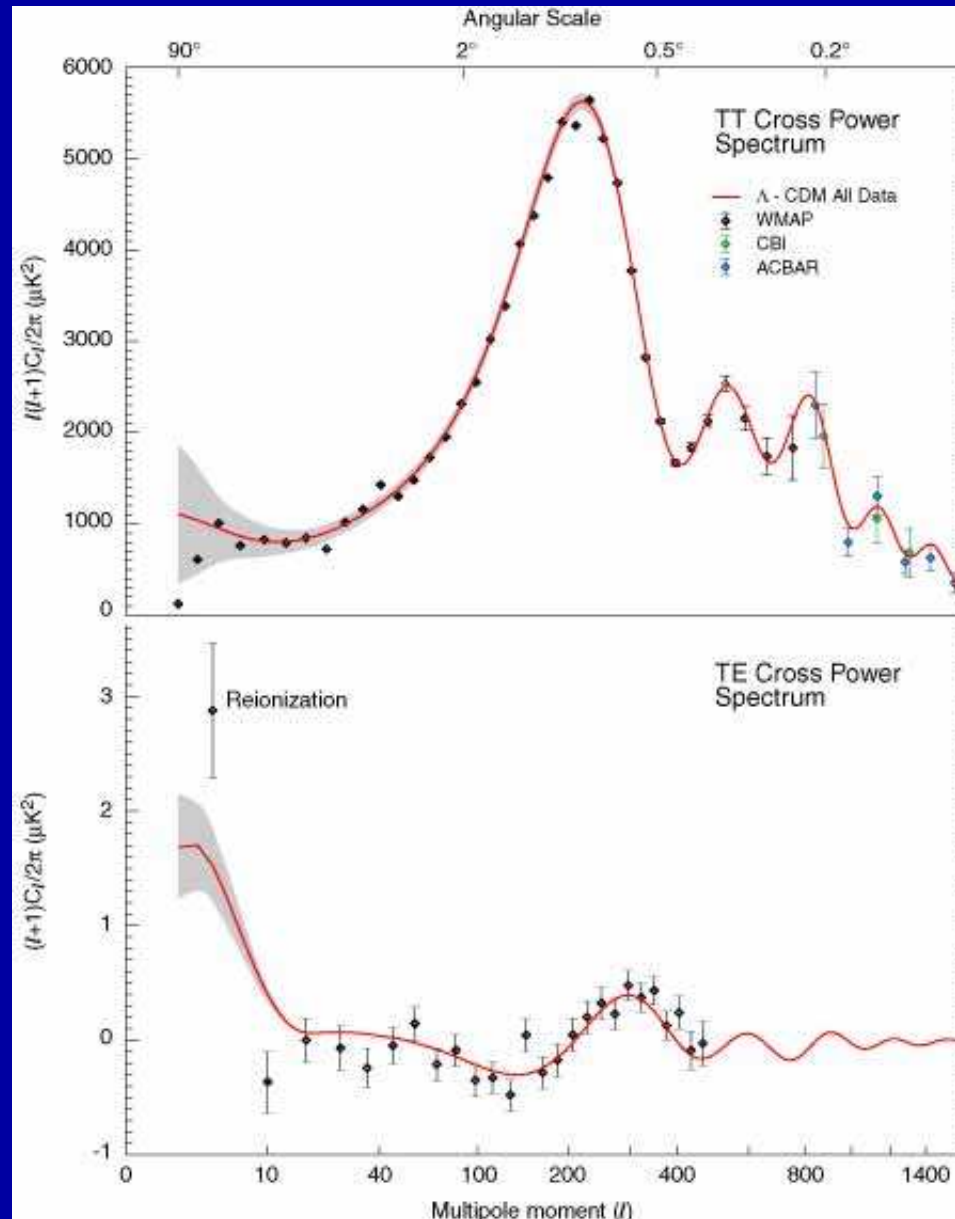 Angular Scale
90° 2° 0.5° 0.2°
6000
5000
4000
3000
2000
1000
0
l(l+1)Cl/2π (μK²)
TT Cross Power
Spectrum
Λ - CDM All Data
WMAP
CBI
ACBAR
3
2
1
0
-1
(l+1)Cl/2π (μK²)
Reionization
TE Cross Power
Spectrum
0 10 40 100 200 400 800 1400
Multipole moment (l)